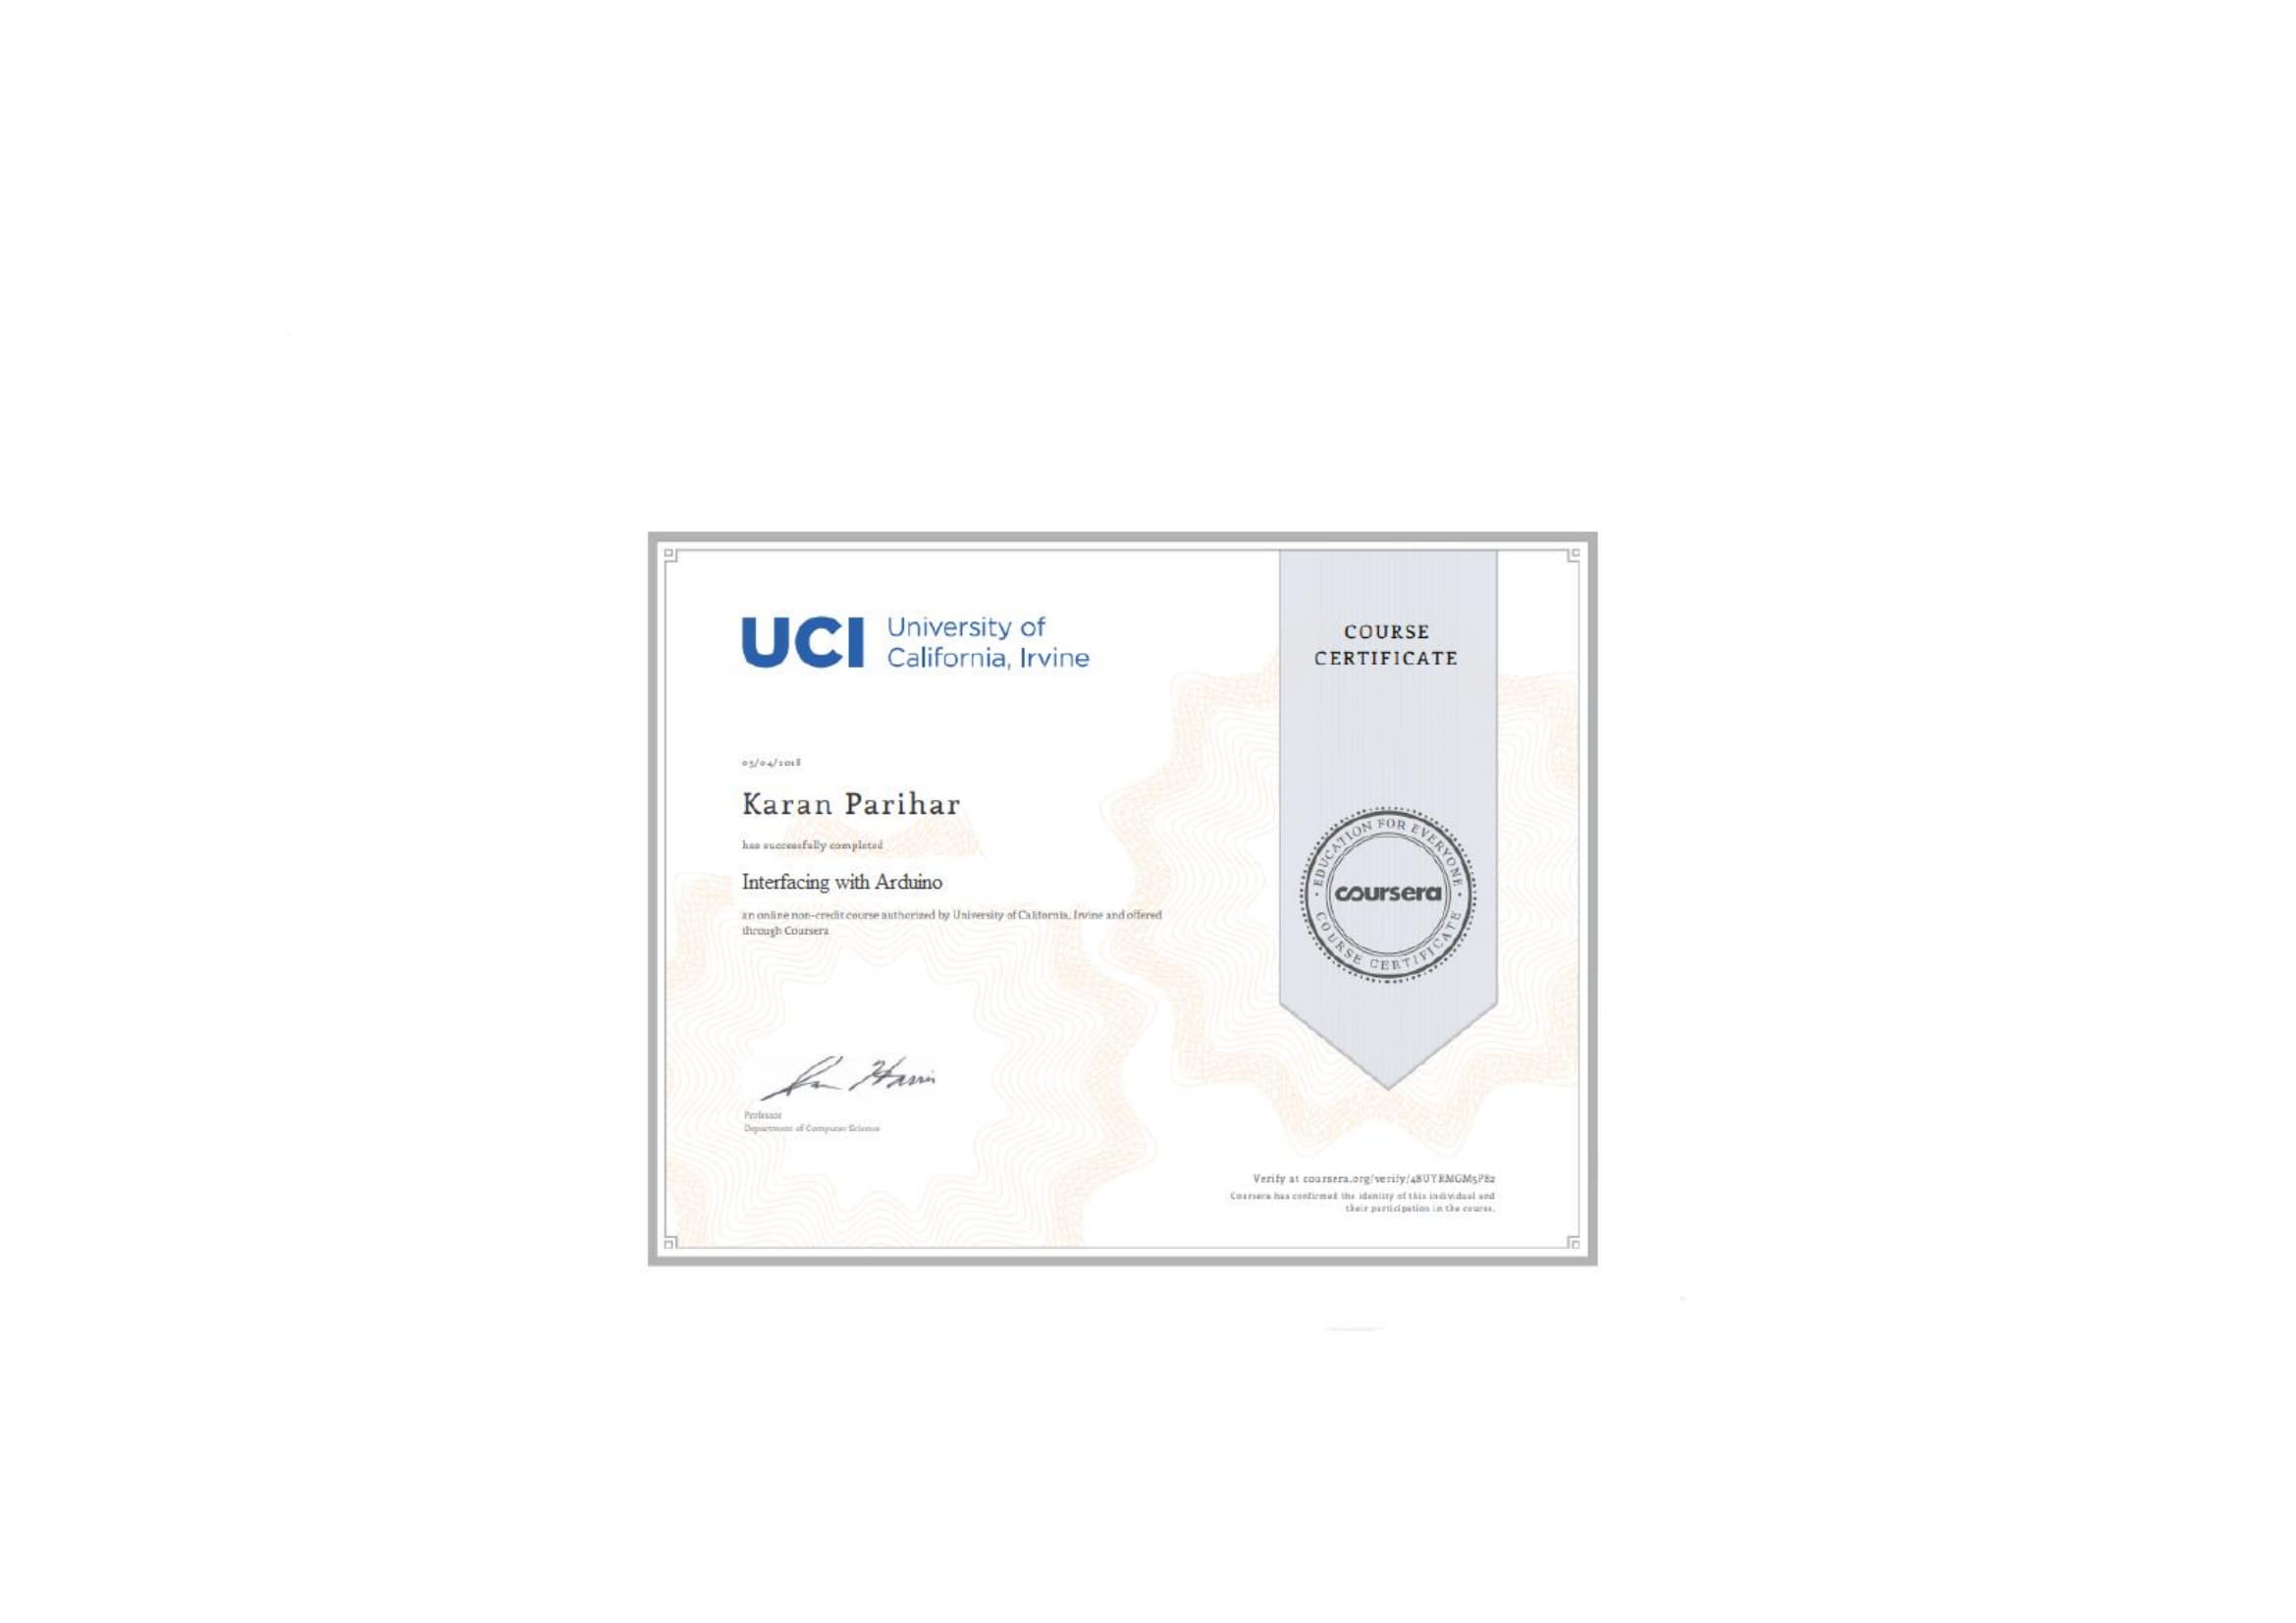 UCI University of
California, Irvine
COURSE
CERTIFICATE
05/04/2018
Karan Parihar
has successfully completed
Interfacing with Arduino
an online non-credit course authorized by University of California, Irvine and offered
through Coursera
EDUCATION FOR EVERYONE
coursera
COURSE CERTIFICATE
Professor
Department of Computer Science
Verify at coursera.org/verify/
Coursera has confirmed the identity of this individual and
their participation in the course.